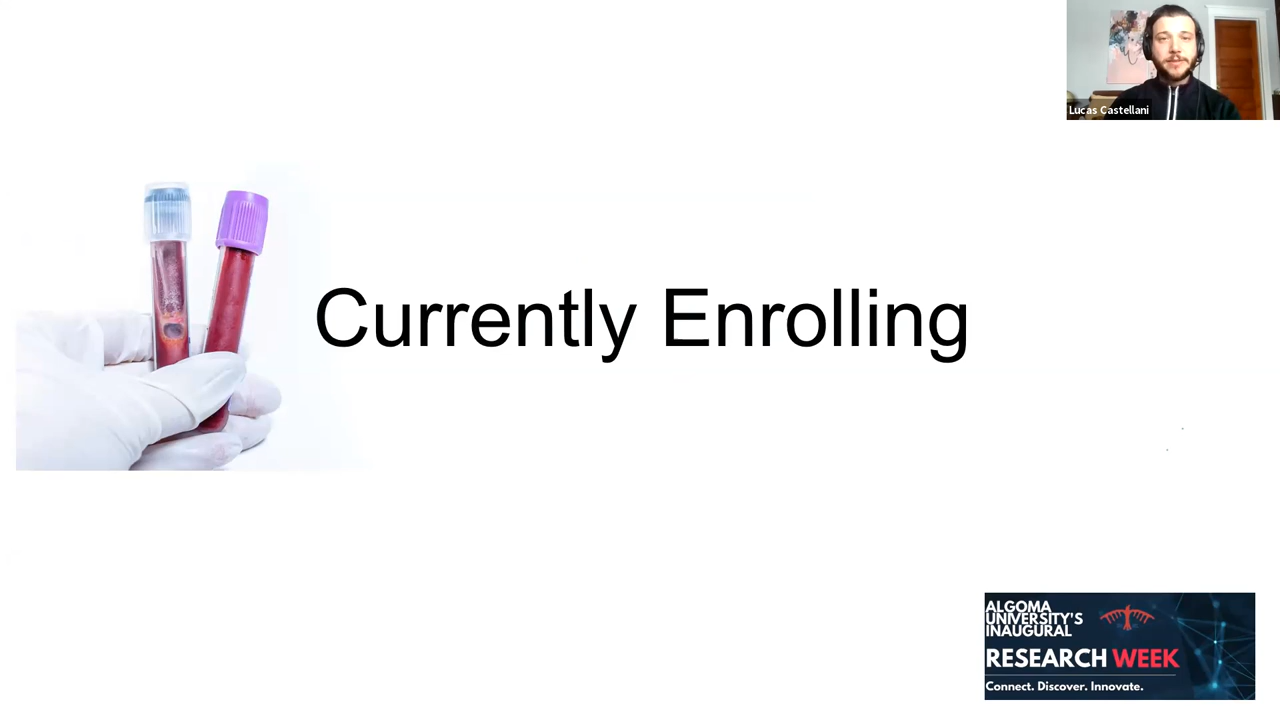 Lucas Castellani
Currently Enrolling
ALGOMA
UNIVERSITY'S
INAUGURAL
RESEARCH WEEK
Connect. Discover. Innovate.